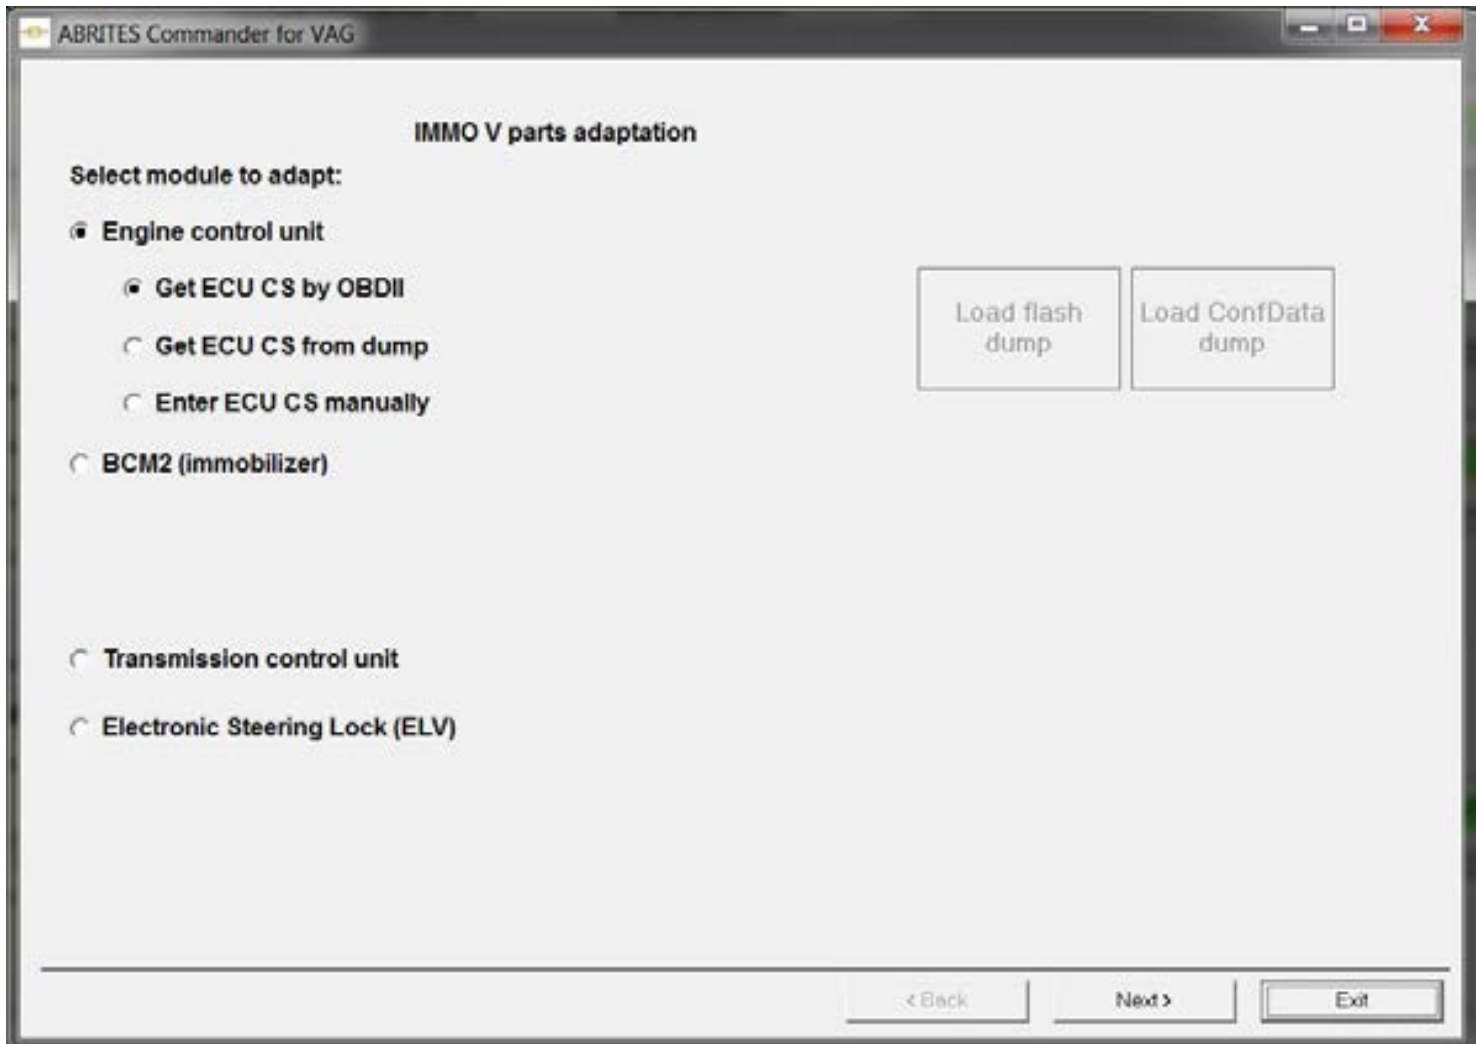 ABRITES Commander for VAG
IMMO V parts adaptation
Select module to adapt:
Engine control unit
Get ECU CS by OBDII
Get ECU CS from dump
Enter ECU CS manually
Load flash
dump
Load ConfData
dump
BCM2 (immobilizer)
Transmission control unit
Electronic Steering Lock (ELV)
< Back
Next >
Exit